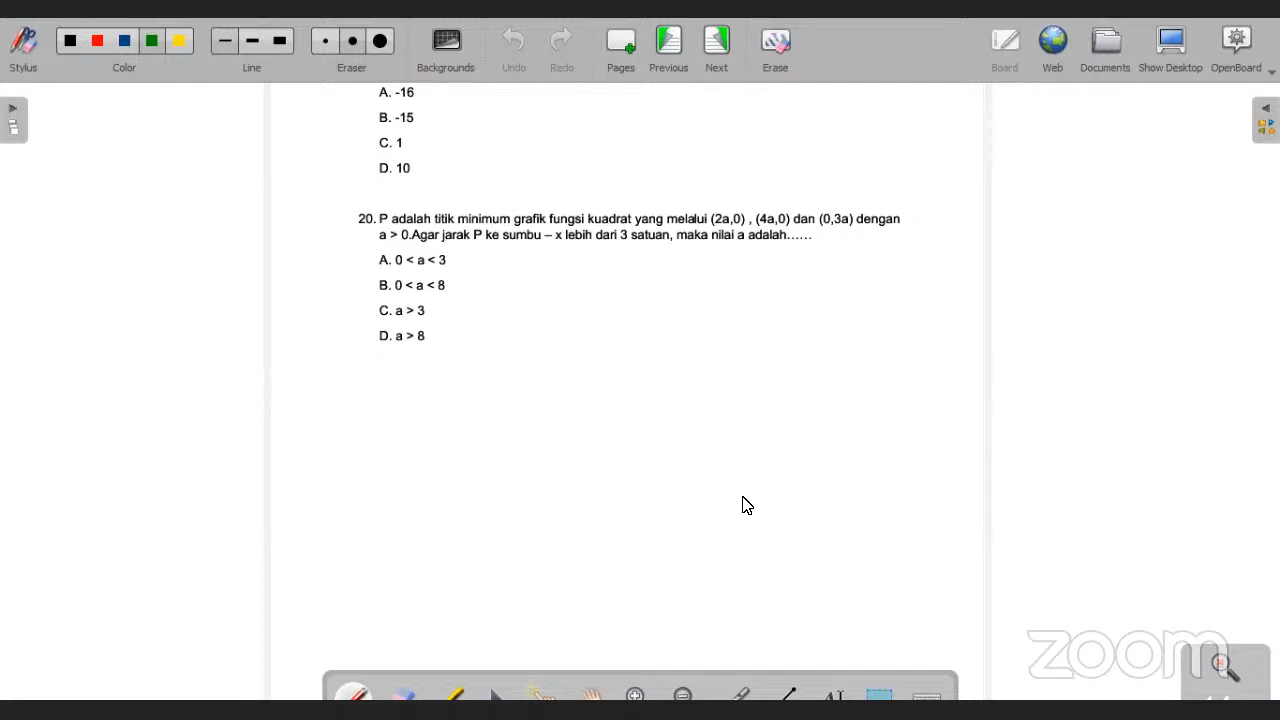 Stylus
Color
Line
Eraser
Backgrounds
Undo
Redo
Pages
Previous
Next
Erase
Board
Web
Documents
Show Desktop
OpenBoard
A. -16
B. -15
C. 1
D. 10
20. P adalah titik minimum grafik fungsi kuadrat yang melalui (2a,0) , (4a,0) dan (0,3a) dengan
a > 0.Agar jarak P ke sumbu – x lebih dari 3 satuan, maka nilai a adalah……
A. 0 < a < 3
B. 0 < a < 8
C. a > 3
D. a > 8
zoom